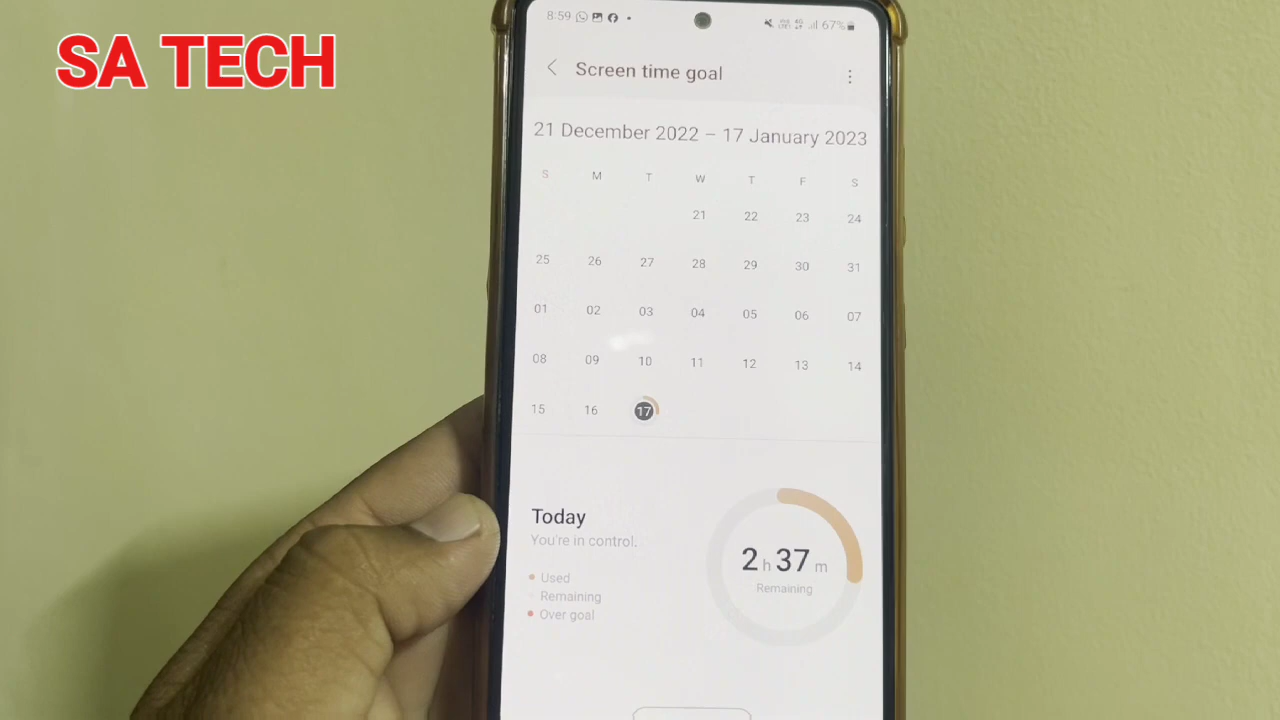 SA TECH
8:59 67%
Screen time goal
21 December 2022 – 17 January 2023
S M T W T F S
21 22 23 24
25 26 27 28 29 30 31
01 02 03 04 05 06 07
08 09 10 11 12 13 14
15 16 17
Today
You're in control.
Used
Remaining
Over goal
2 h 37 m
Remaining